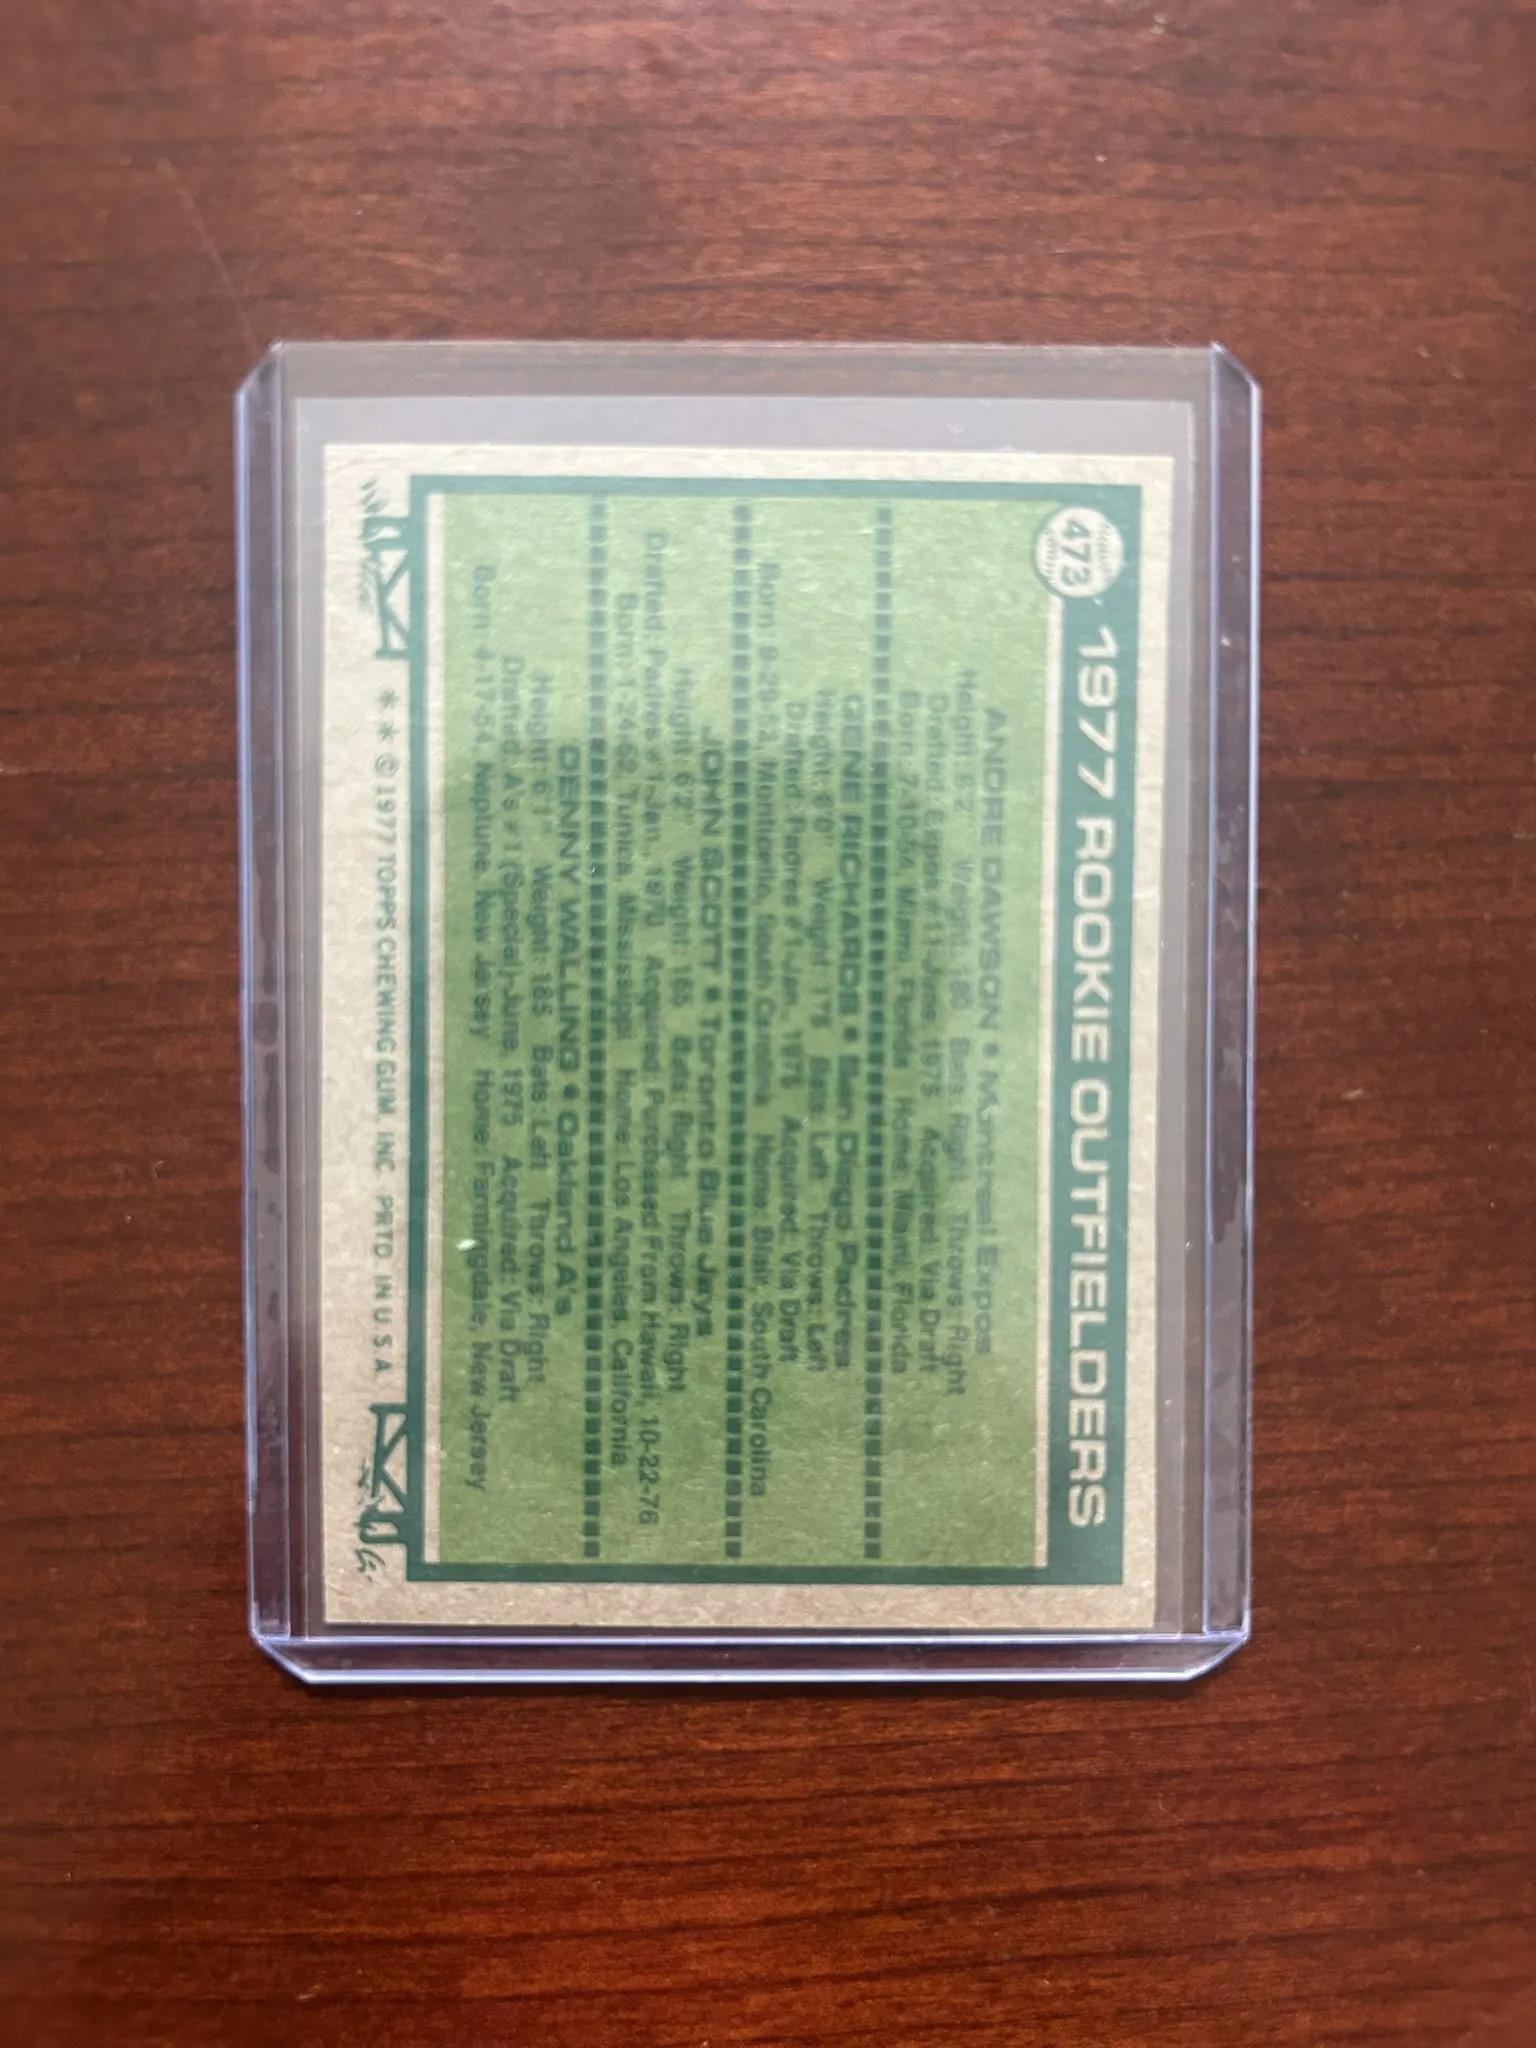 473
1977 ROOKIE OUTFIELDERS
ANDRE DAWSON • Montreal Expos
Height: 6'2" Weight: 180 Bats: Right Throws: Right
Drafted: Expos #11-June, 1975 Acquired: Via Draft
Born: 7-10-54, Miami, Florida Home: Miami, Florida
GENE RICHARDS • San Diego Padres
Height: 6'0" Weight: 175 Bats: Left Throws: Left
Drafted: Padres #1-Jan., 1975 Acquired: Via Draft
Born: 9-29-52, Monticello, South Carolina Home: Blair, South Carolina
JOHN SCOTT • Toronto Blue Jays
Height: 6'2" Weight: 165 Bats: Right Throws: Right
Drafted: Padres #1-Jan., 1970 Acquired: Purchased From Hawaii, 10-22-76
Born: 1-24-52, Tunica, Mississippi Home: Los Angeles, California
DENNY WALLING • Oakland A's
Height: 6'1" Weight: 185 Bats: Left Throws: Right
Drafted: A's #1 (Special)-June, 1975 Acquired: Via Draft
Born: 4-17-54, Neptune, New Jersey Home: Farmingdale, New Jersey
* * © 1977 TOPPS CHEWING GUM, INC. PRTD. IN U.S.A.